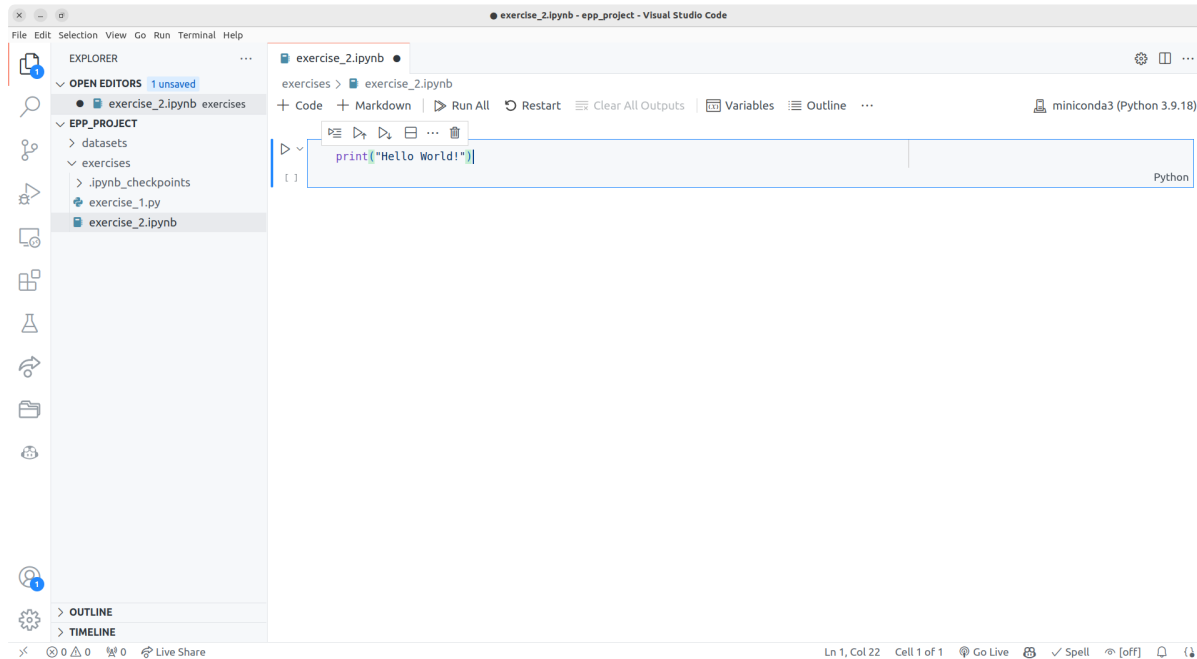 exercise_2.ipynb - epp_project - Visual Studio Code
File Edit Selection View Go Run Terminal Help
EXPLORER
OPEN EDITORS 1 unsaved
exercise_2.ipynb exercises
EPP_PROJECT
datasets
exercises
.ipynb_checkpoints
exercise_1.py
exercise_2.ipynb
OUTLINE
TIMELINE
exercise_2.ipynb
exercises > exercise_2.ipynb
+ Code + Markdown Run All Restart Clear All Outputs Variables Outline ... miniconda3 (Python 3.9.18)
print("Hello World!")
[ ]
Python
1
1
0 0 0 Live Share Ln 1, Col 22 Cell 1 of 1 Go Live Spell [off]